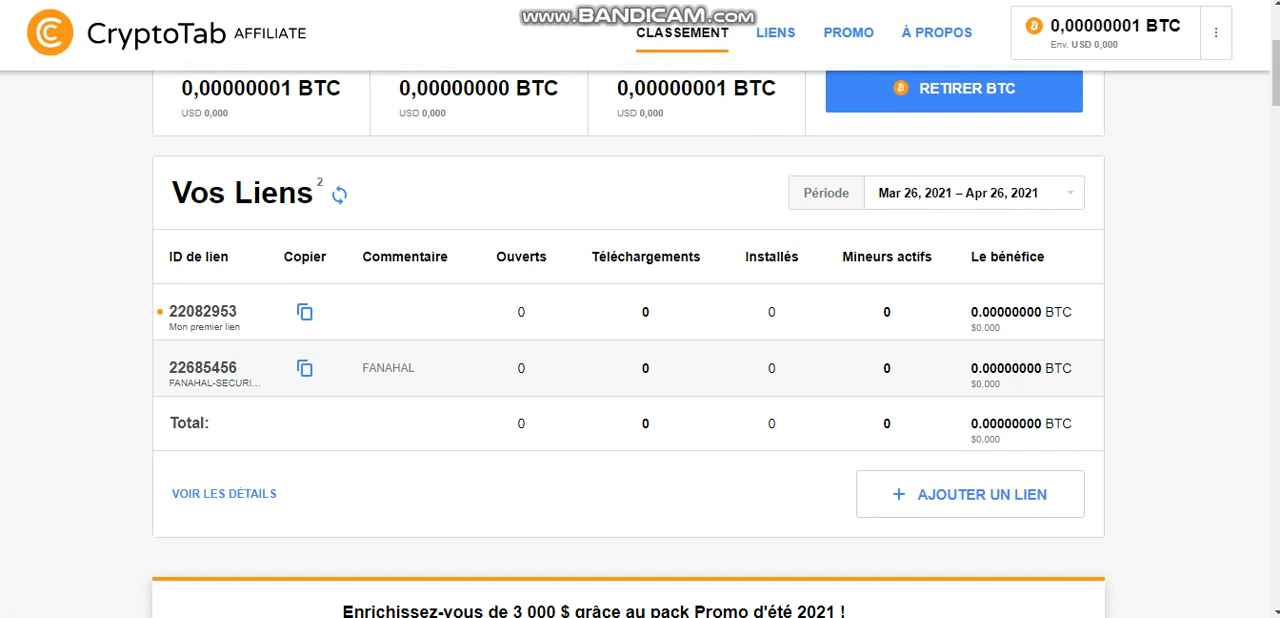 www.BANDICAM.com
CryptoTab AFFILIATE
CLASSEMENT LIENS PROMO À PROPOS
0,00000001 BTC
Env. USD 0,000
0,00000001 BTC 0,00000000 BTC 0,00000001 BTC RETIRER BTC
USD 0,000 USD 0,000 USD 0,000
Vos Liens 2 Période Mar 26, 2021 – Apr 26, 2021
ID de lien Copier Commentaire Ouverts Téléchargements Installés Mineurs actifs Le bénéfice
22082953 0 0 0 0 0.00000000 BTC
Mon premier lien $0.000
22685456 FANAHAL 0 0 0 0 0.00000000 BTC
FANAHAL-SECURI... $0.000
Total: 0 0 0 0 0.00000000 BTC
$0.000
VOIR LES DÉTAILS + AJOUTER UN LIEN
Enrichissez-vous de 3 000 $ grâce au pack Promo d'été 2021 !